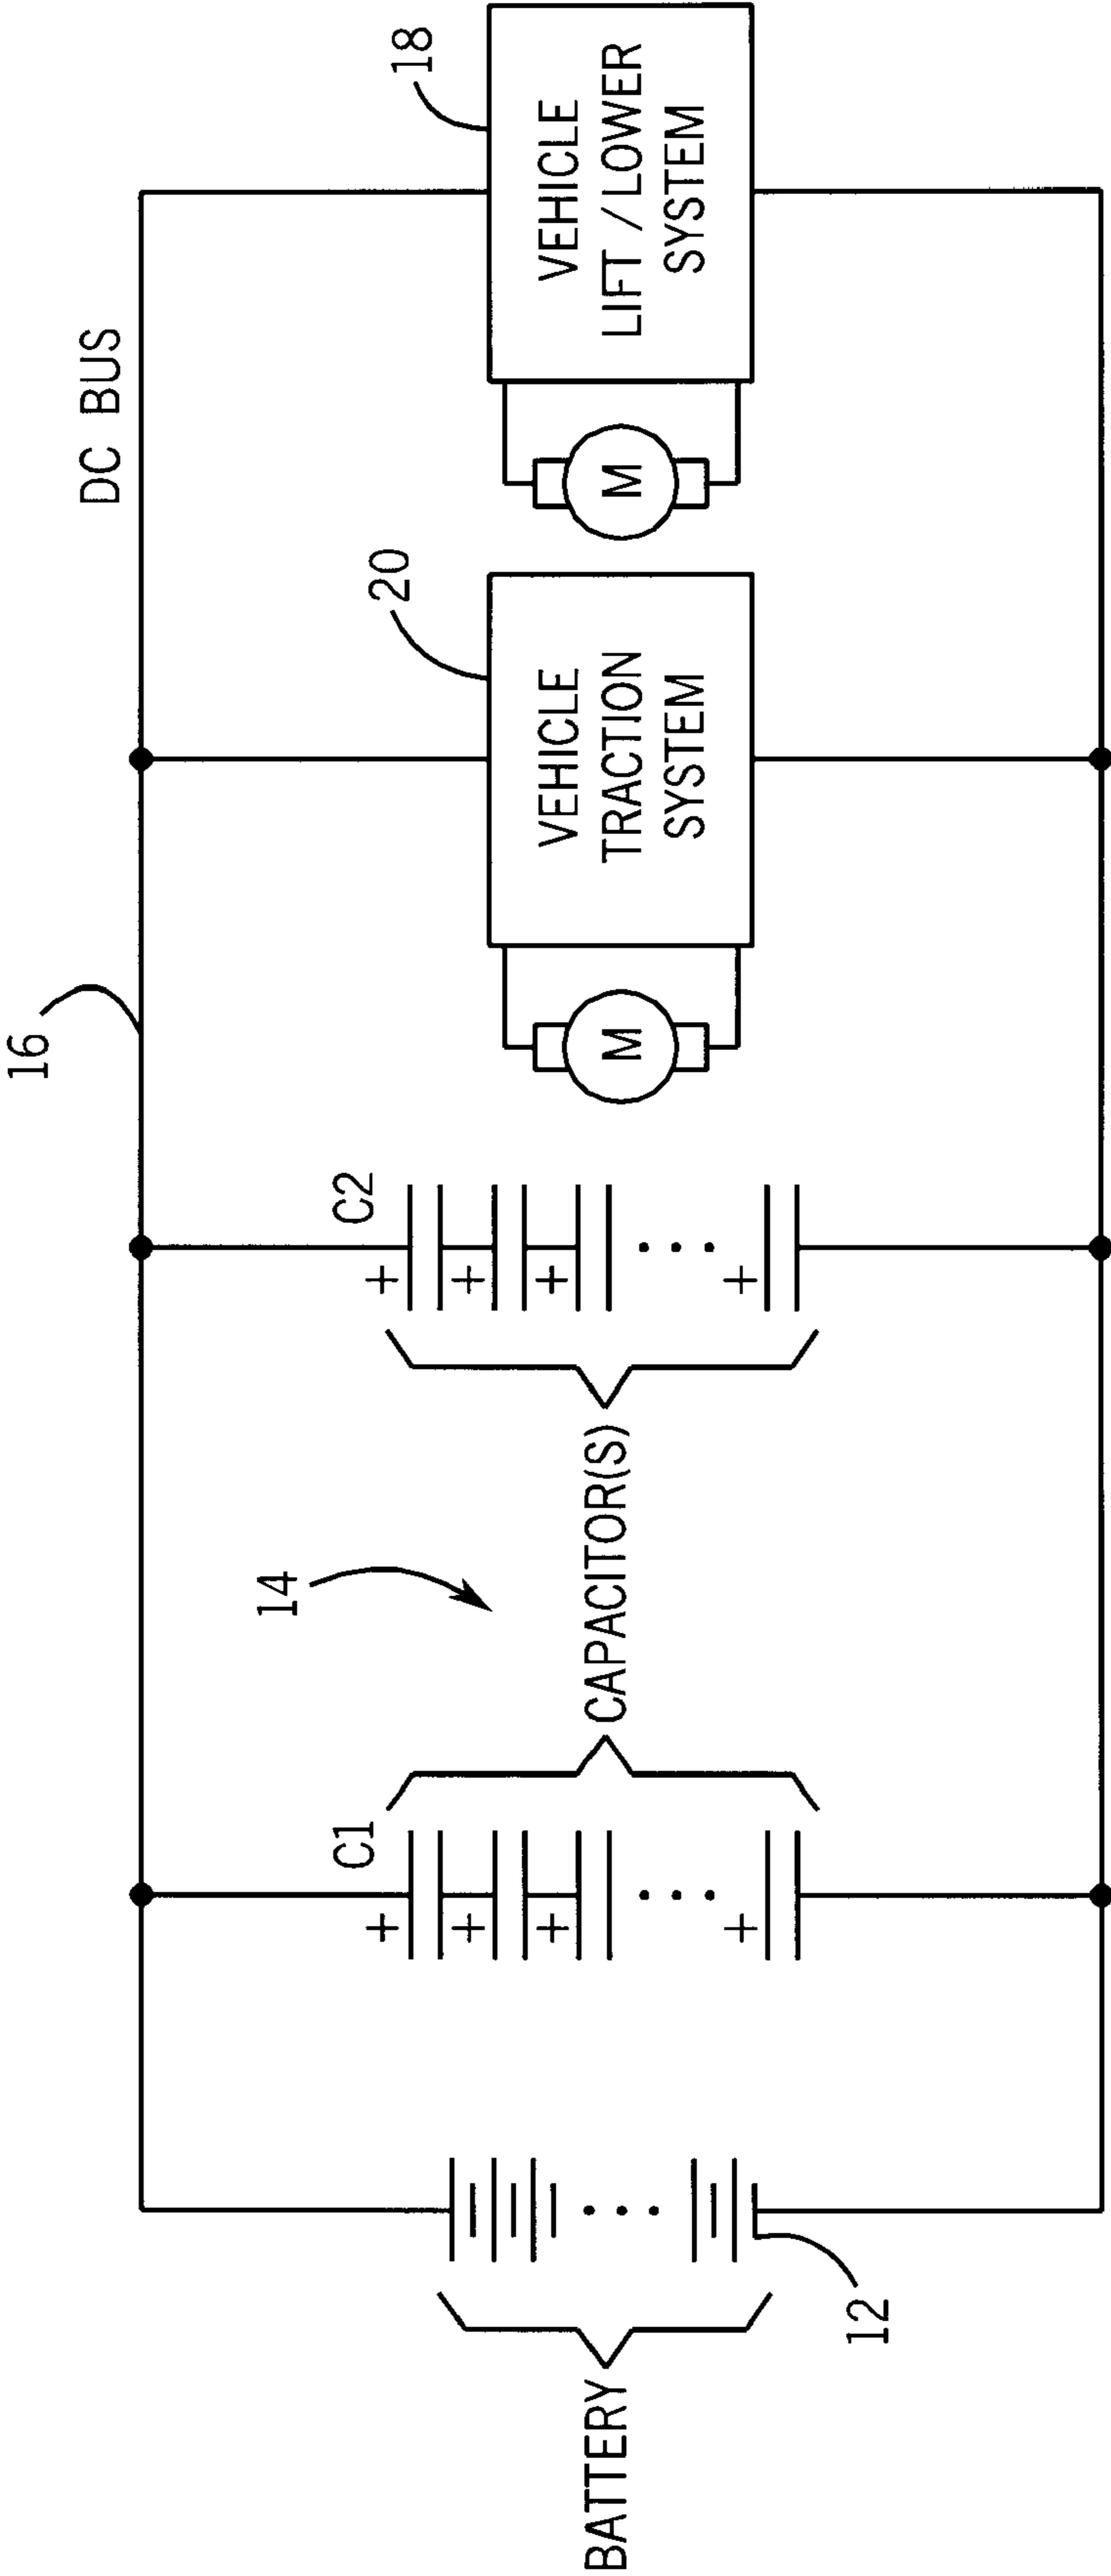 16
DC BUS
18
20
14
C1
C2
+
+
+
+
+
+
+
+
BATTERY
CAPACITOR(S)
M
VEHICLE
TRACTION
SYSTEM
M
VEHICLE
LIFT/LOWER
SYSTEM
12